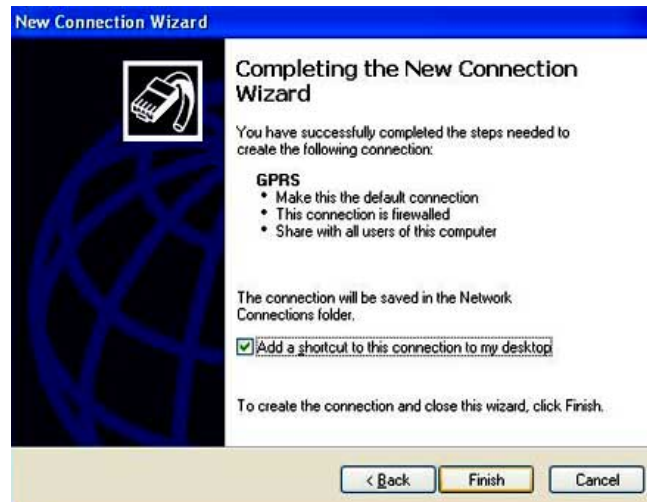 New Connection Wizard
Completing the New Connection
Wizard
You have successfully completed the steps needed to
create the following connection:
GPRS
• Make this the default connection
• This connection is firewalled
• Share with all users of this computer
The connection will be saved in the Network
Connections folder.
Add a shortcut to this connection to my desktop
To create the connection and close this wizard, click Finish.
< Back Finish Cancel